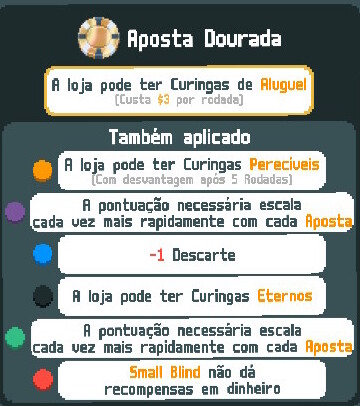 Aposta Dourada
A loja pode ter Curingas de Aluguel
(Custa $3 por rodada)
Também aplicado
A loja pode ter Curingas Perecíveis
(Com desvantagem após 5 Rodadas)
A pontuação necessária escala
cada vez mais rapidamente com cada Aposta
-1 Descarte
A loja pode ter Curingas Eternos
A pontuação necessária escala
cada vez mais rapidamente com cada Aposta
Small Blind não dá
recompensas em dinheiro